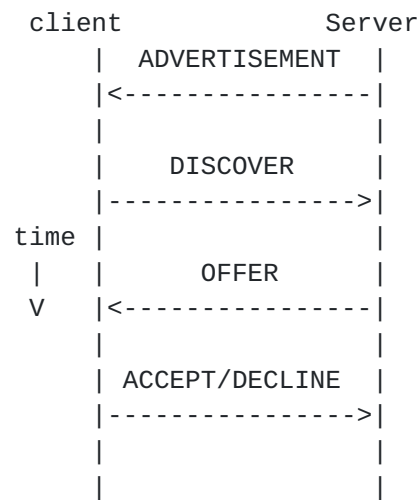 client Server
| ADVERTISEMENT |
|<----------------|
| |
| DISCOVER |
|---------------->|
time | |
| | OFFER |
V |<----------------|
| |
| ACCEPT/DECLINE |
|---------------->|
| |
| |